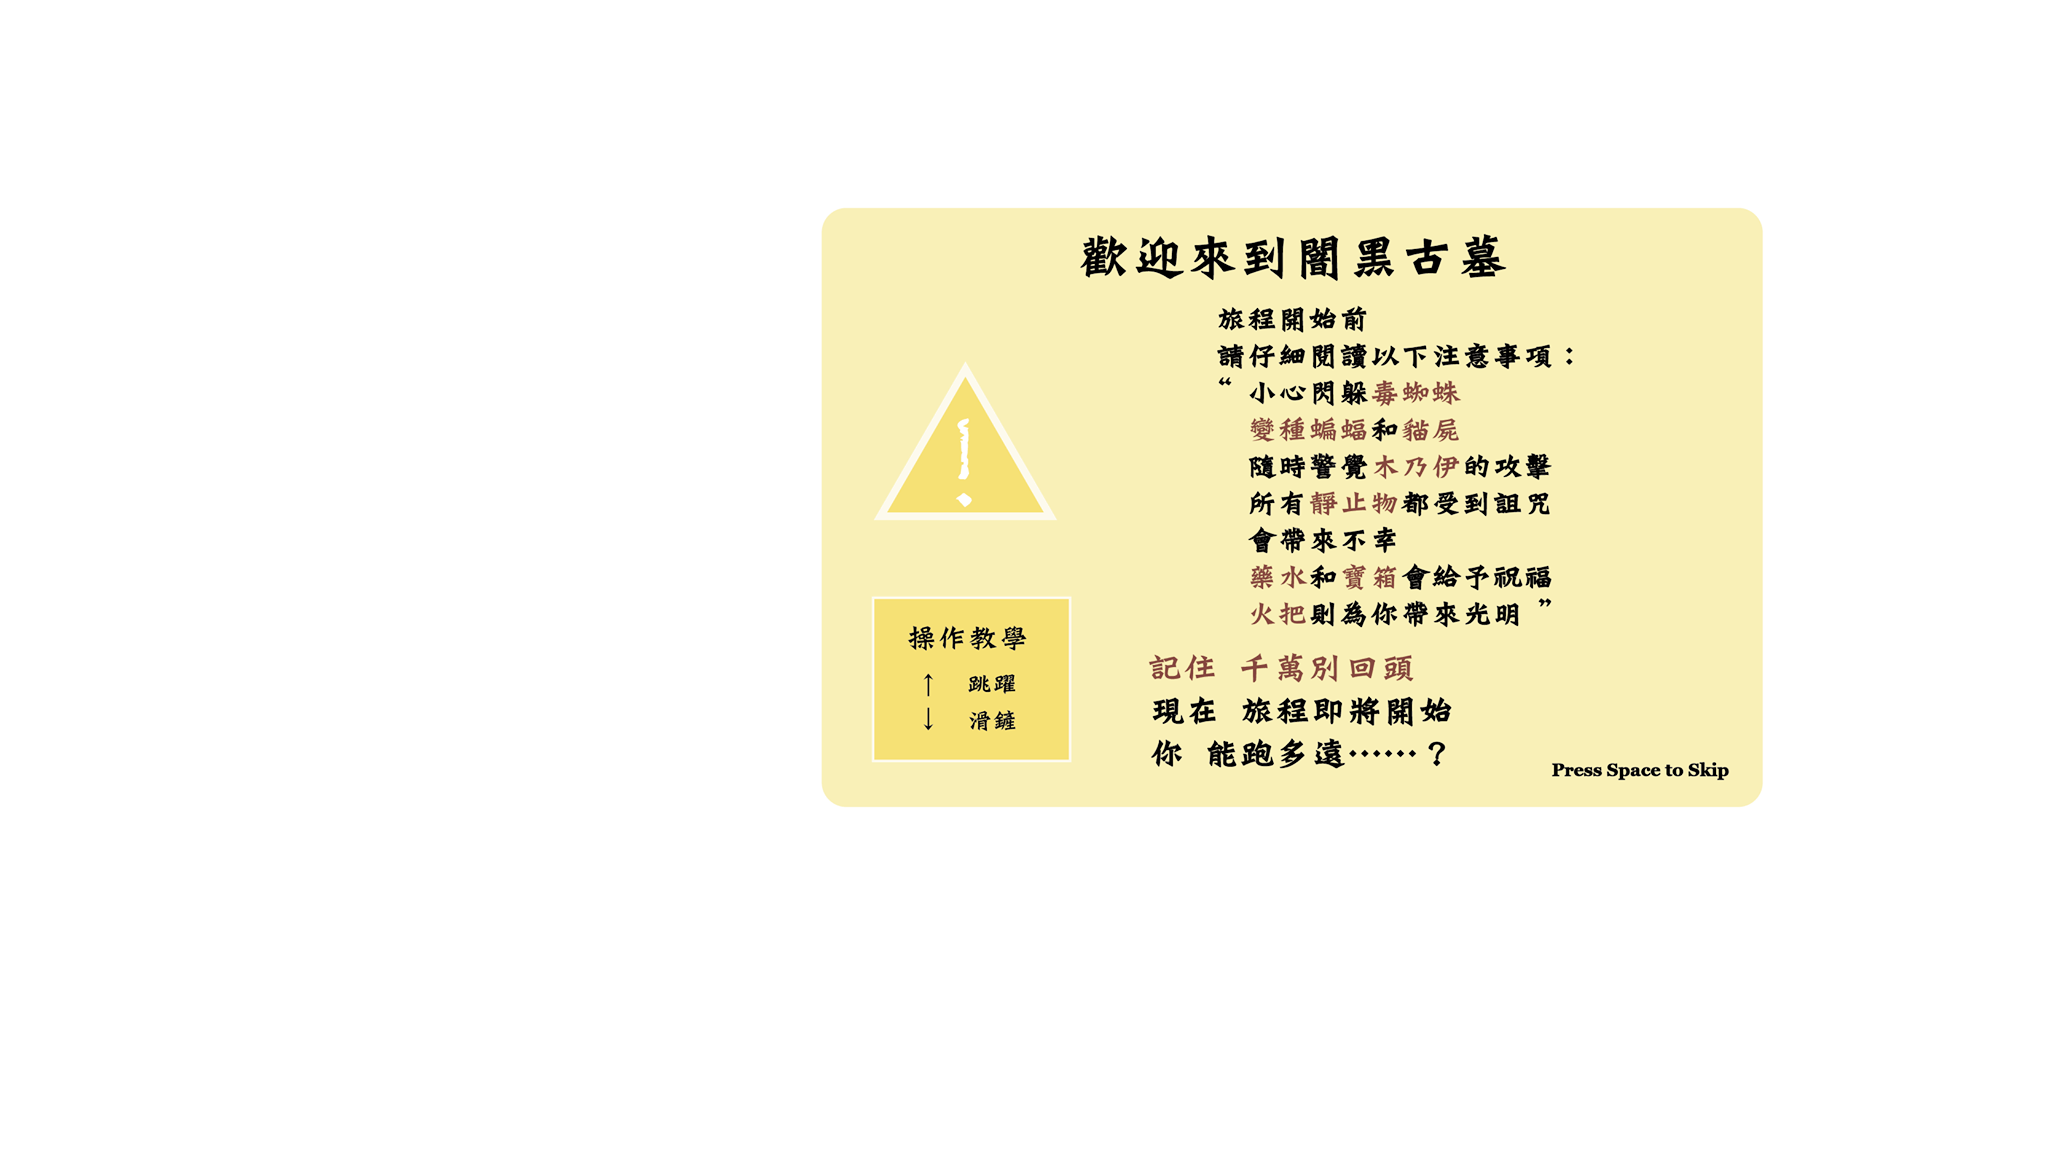 歡迎來到闇黑古墓
旅程開始前
請仔細閱讀以下注意事項：
“ 小心閃躲毒蜘蛛
變種蝙蝠和貓屍
隨時警覺木乃伊的攻擊
所有靜止物都受到詛咒
會帶來不幸
藥水和寶箱會給予祝福
火把則為你帶來光明 ”
記住 千萬別回頭
現在 旅程即將開始
你 能跑多遠……？
!
操作教學
↑ 跳躍
↓ 滑鏟
Press Space to Skip